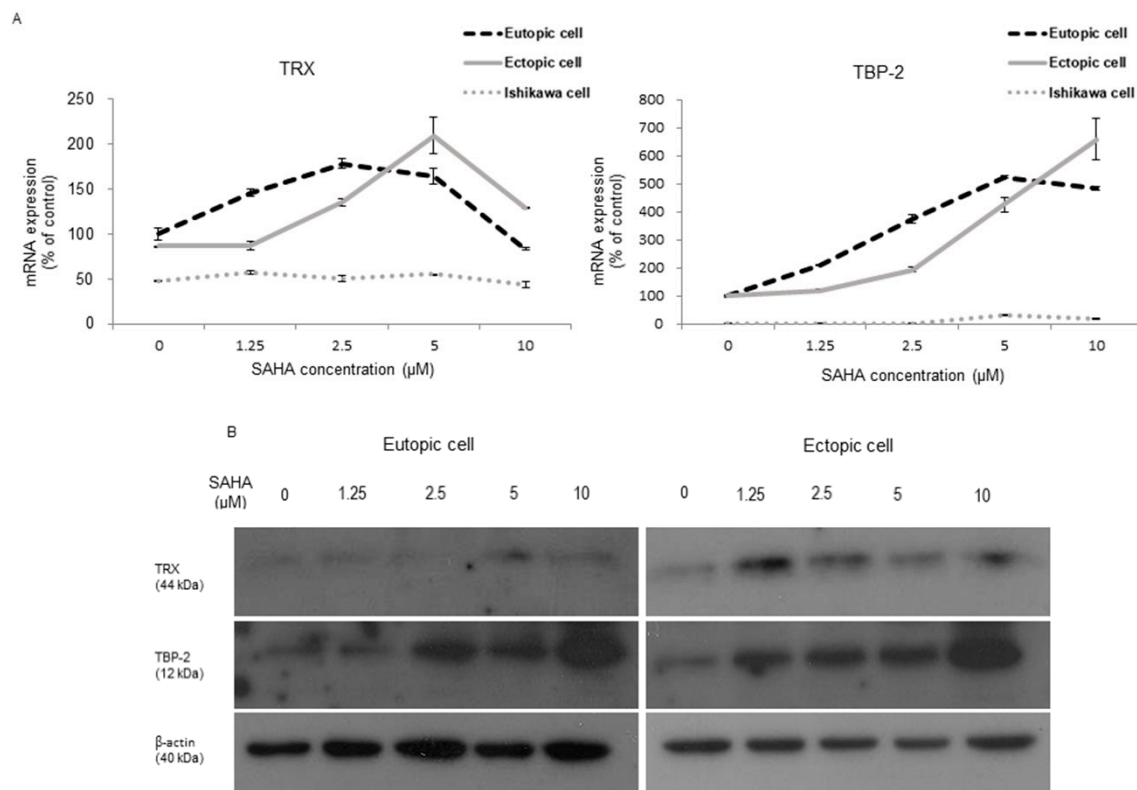 A
TRX
Eutopic cell
Ectopic cell
Ishikawa cell
mRNA expression
(% of control)
250
200
150
100
50
0
0 1.25 2.5 5 10
SAHA concentration (µM)
TBP-2
Eutopic cell
Ectopic cell
Ishikawa cell
mRNA expression
(% of control)
800
700
600
500
400
300
200
100
0
0 1.25 2.5 5 10
SAHA concentration (µM)
B
Eutopic cell Ectopic cell
SAHA
(µM)
0 1.25 2.5 5 10 0 1.25 2.5 5 10
TRX
(44 kDa)
TBP-2
(12 kDa)
β-actin
(40 kDa)